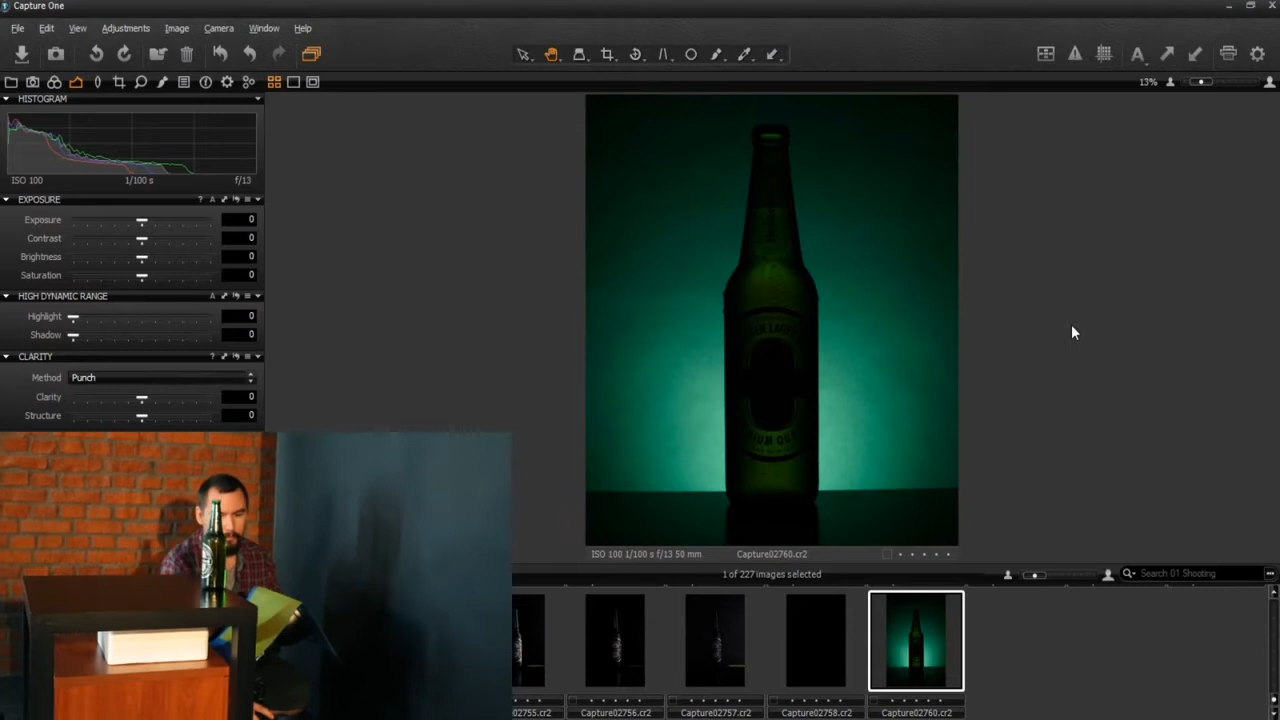 Capture One
File Edit View Adjustments Image Camera Window Help
13%
HISTOGRAM
ISO 100 1/100 s f/13
EXPOSURE
Exposure 0
Contrast 0
Brightness 0
Saturation 0
HIGH DYNAMIC RANGE
Highlight 0
Shadow 0
CLARITY
Method Punch
Clarity 0
Structure 0
ISO 100 1/100 s f/13 50 mm Capture02760.cr2
1 of 227 images selected
Search 01 Shooting
02755.cr2 Capture02756.cr2 Capture02757.cr2 Capture02758.cr2 Capture02760.cr2